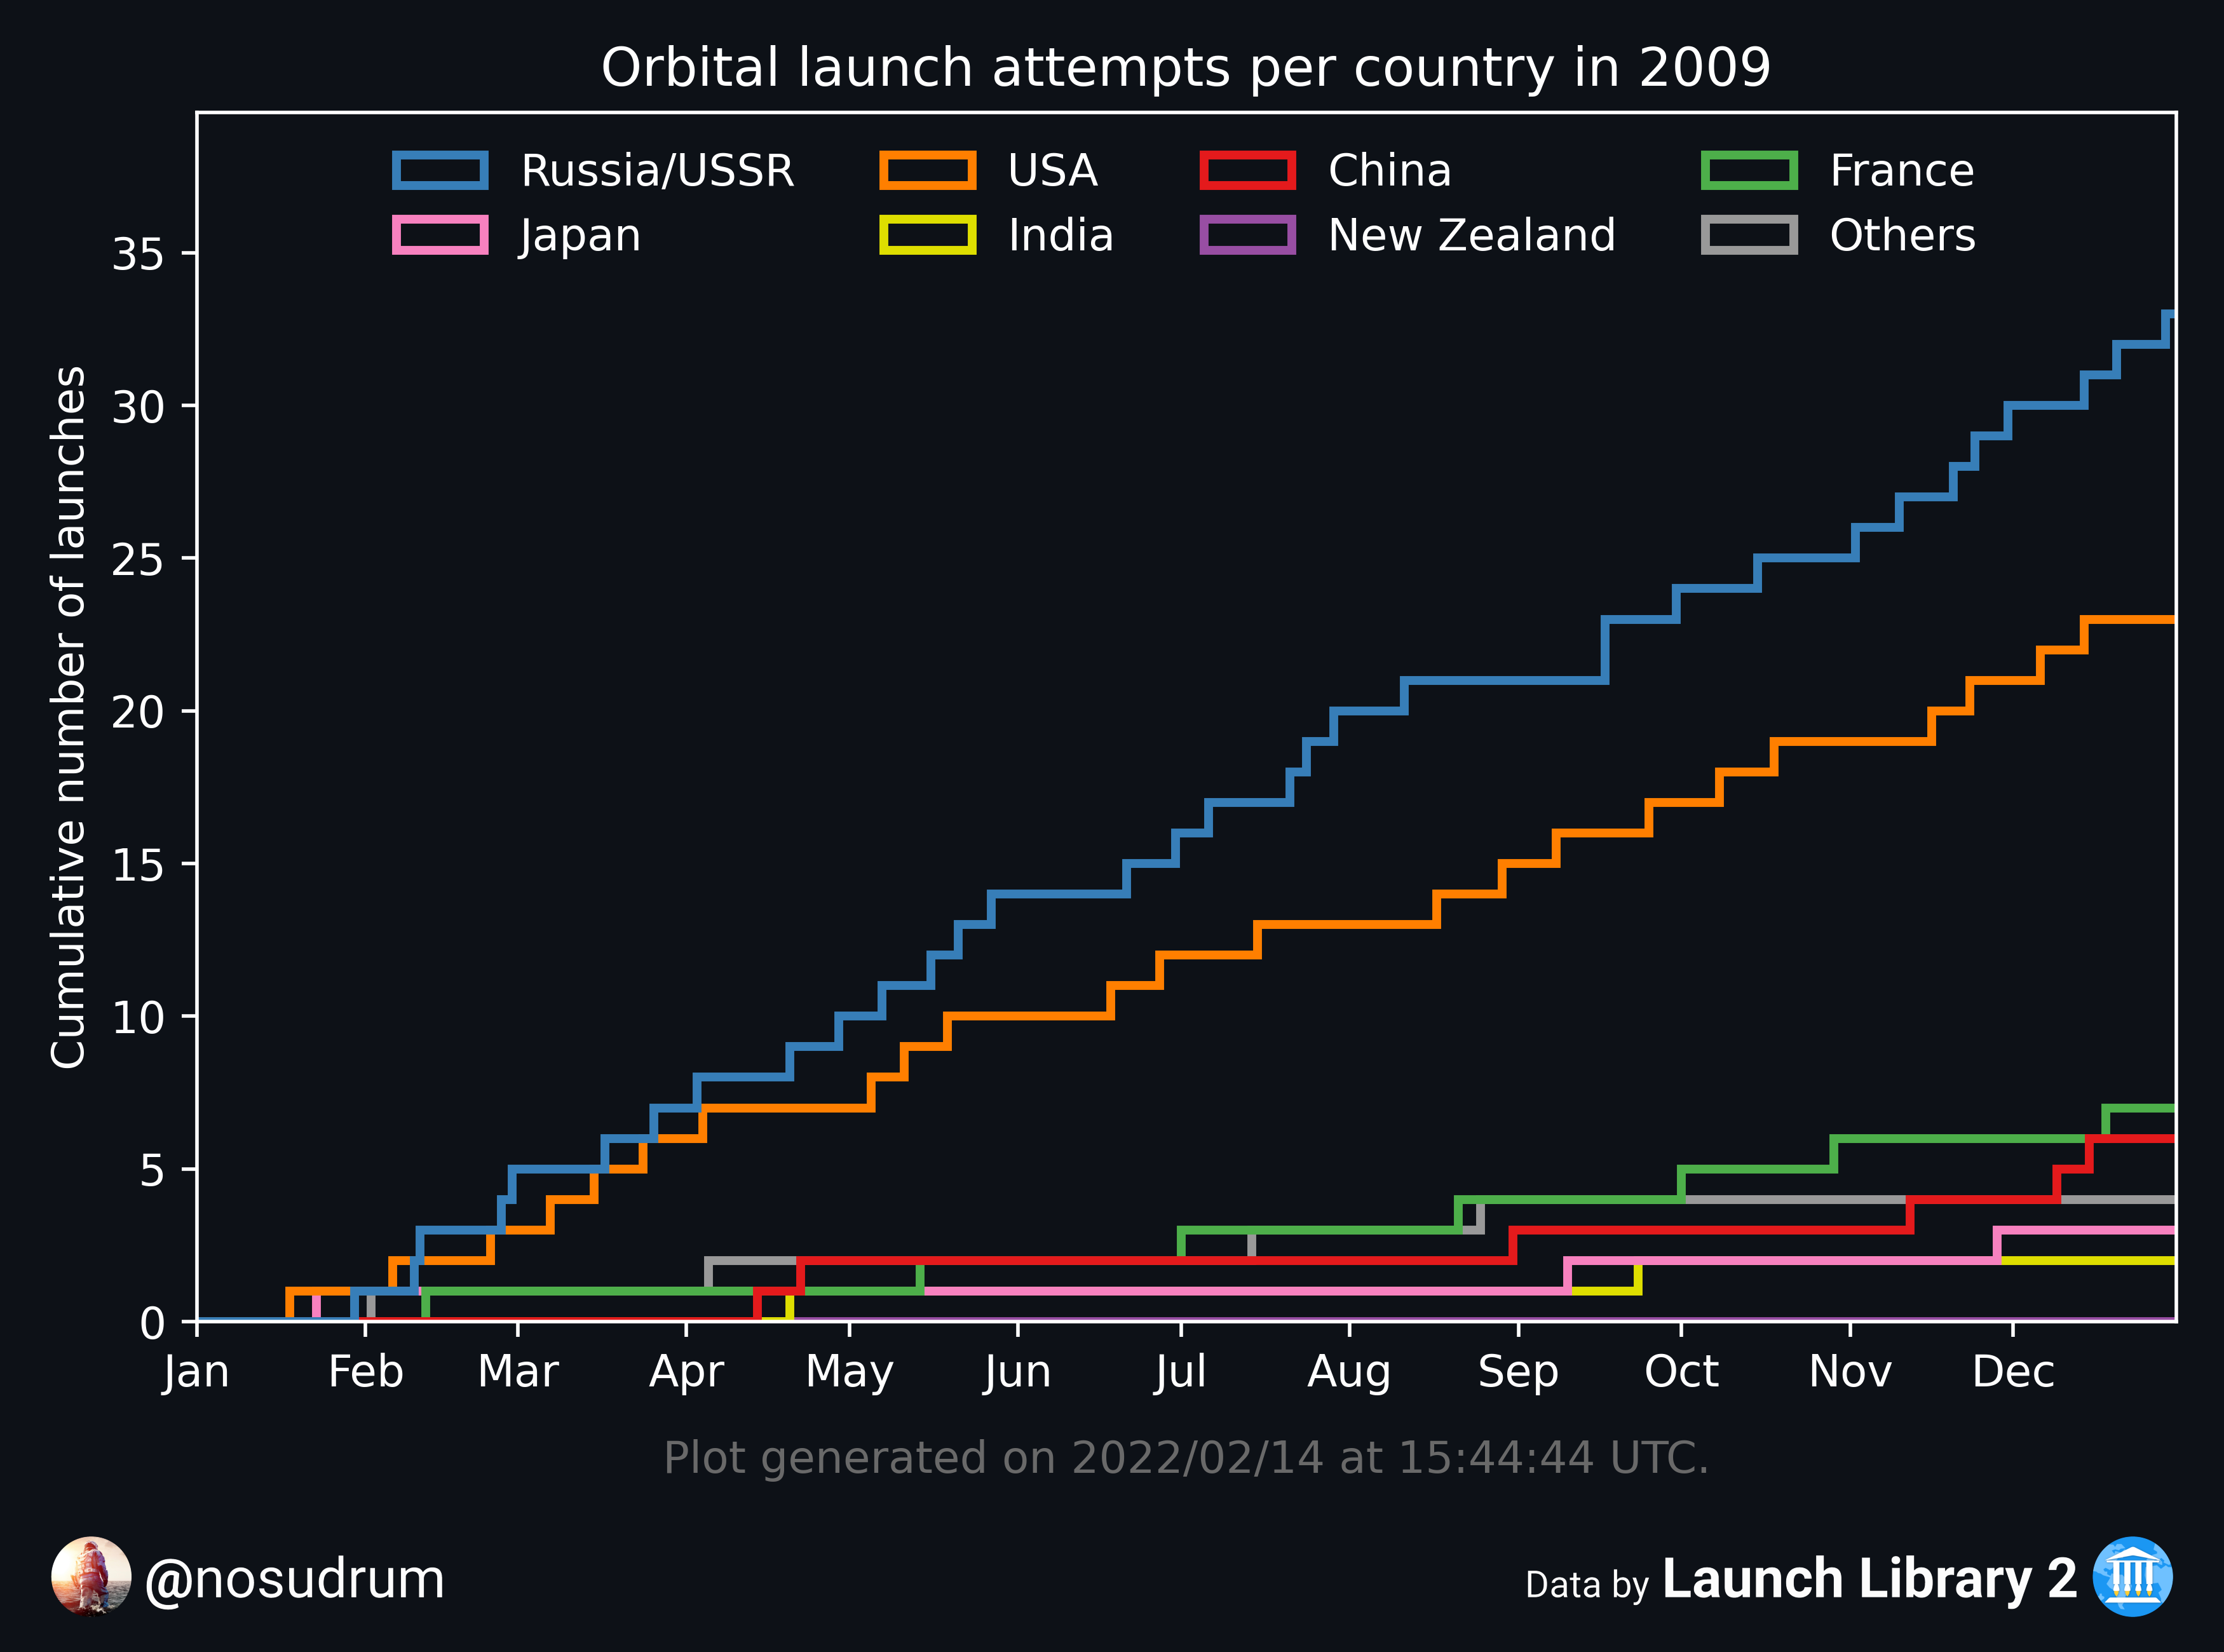 Orbital launch attempts per country in 2009
Russia/USSR USA China France
Japan India New Zealand Others
Cumulative number of launches
35
30
25
20
15
10
5
0
Jan Feb Mar Apr May Jun Jul Aug Sep Oct Nov Dec
Plot generated on 2022/02/14 at 15:44:44 UTC.
@nosudrum
Data by Launch Library 2